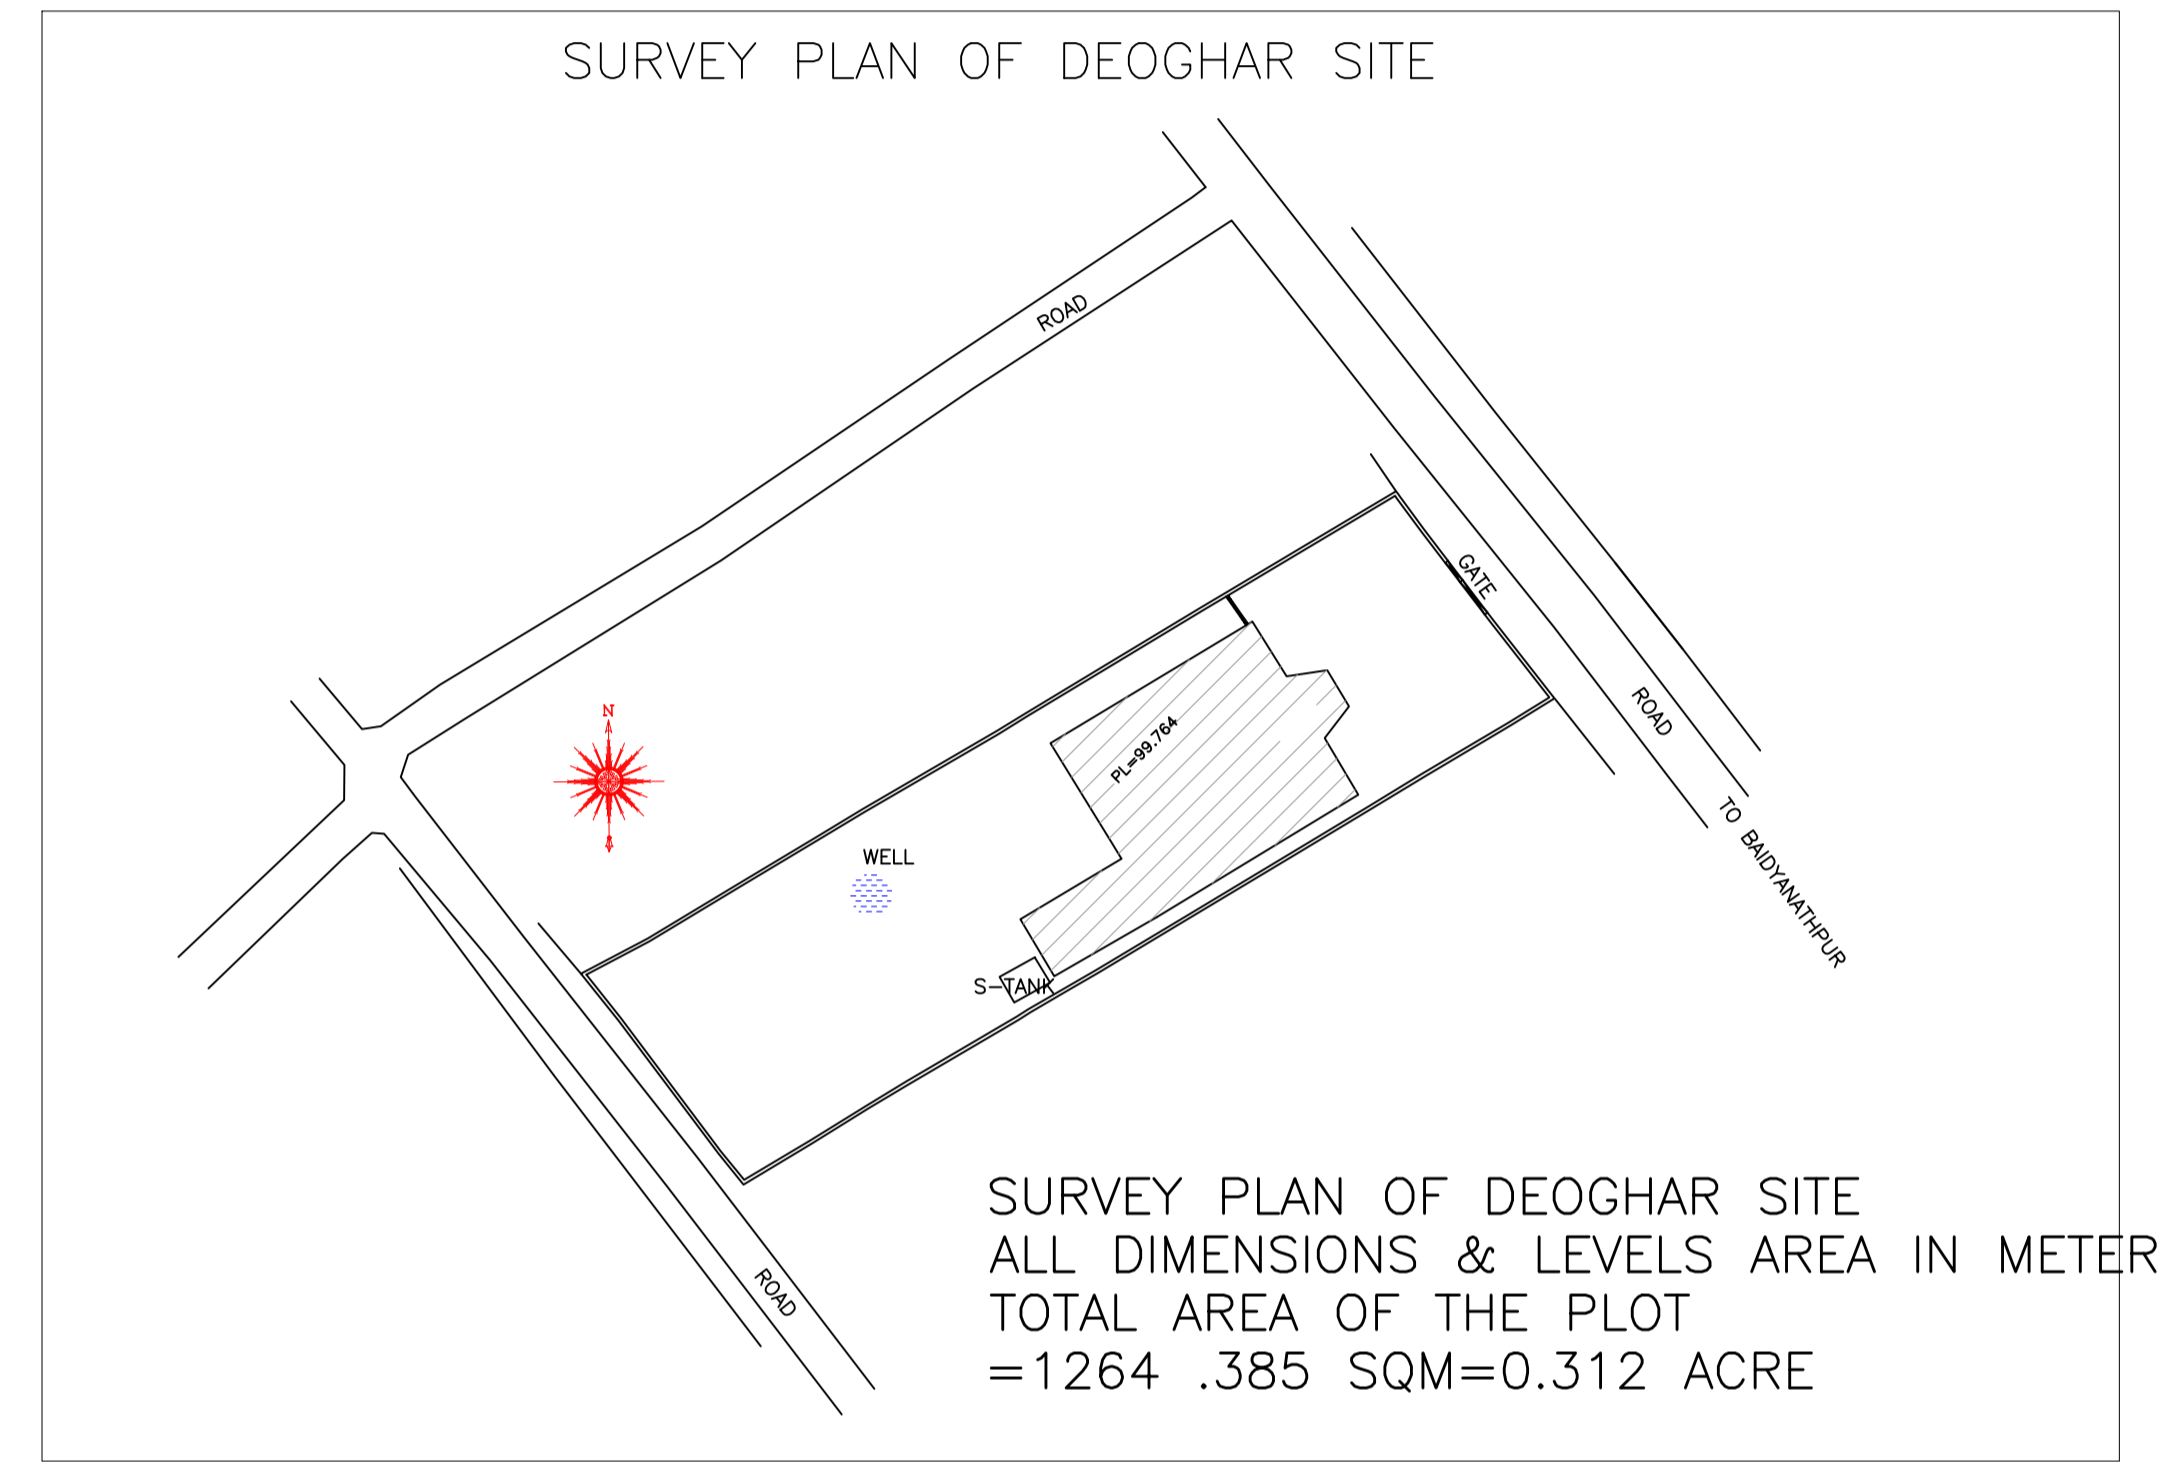 SURVEY PLAN OF DEOGHAR SITE
ROAD
GATE
N
ROAD
PL=99.764
TO BAIDYANATHPUR
WELL
S-TANK
ROAD
SURVEY PLAN OF DEOGHAR SITE
ALL DIMENSIONS & LEVELS AREA IN METER
TOTAL AREA OF THE PLOT
=1264 .385 SQM=0.312 ACRE